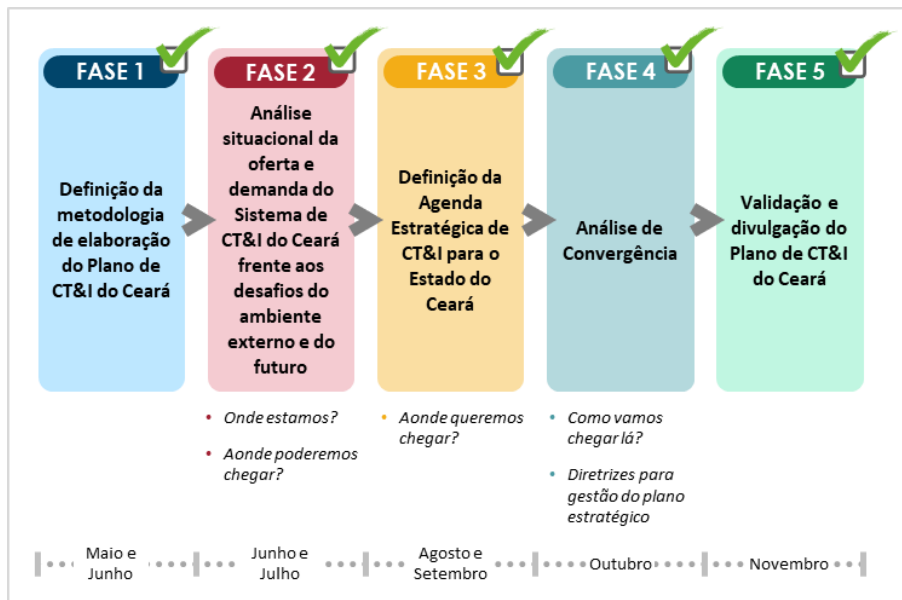 FASE 1
Definição da
metodologia
de elaboração
do Plano de
CT&I do Ceará
FASE 2
Análise
situacional da
oferta e
demanda do
Sistema de
CT&I do Ceará
frente aos
desafios do
ambiente
externo e do
futuro
FASE 3
Definição da
Agenda
Estratégica de
CT&I para o
Estado do
Ceará
FASE 4
Análise de
Convergência
FASE 5
Validação e
divulgação do
Plano de CT&I
do Ceará
• Onde estamos?
• Aonde poderemos
chegar?
• Aonde queremos
chegar?
• Como vamos
chegar lá?
• Diretrizes para
gestão do plano
estratégico
Maio e
Junho
Junho e
Julho
Agosto e
Setembro
Outubro
Novembro